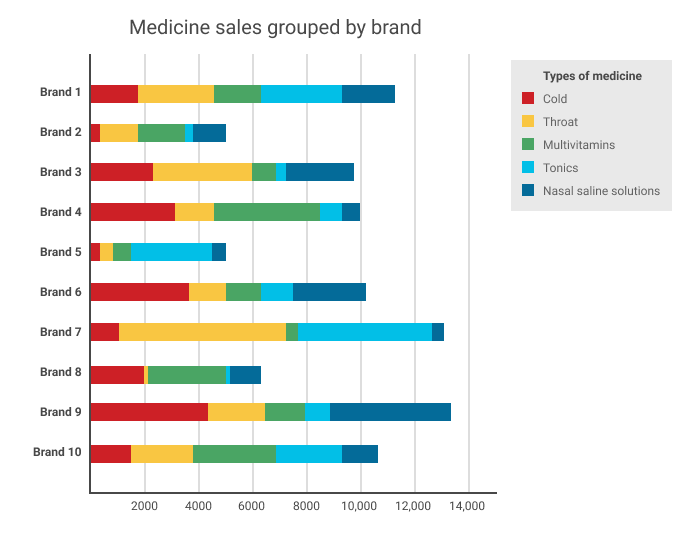 Medicine sales grouped by brand
Types of medicine
Cold
Throat
Multivitamins
Tonics
Nasal saline solutions
Brand 1
Brand 2
Brand 3
Brand 4
Brand 5
Brand 6
Brand 7
Brand 8
Brand 9
Brand 10
2000 4000 6000 8000 10,000 12,000 14,000